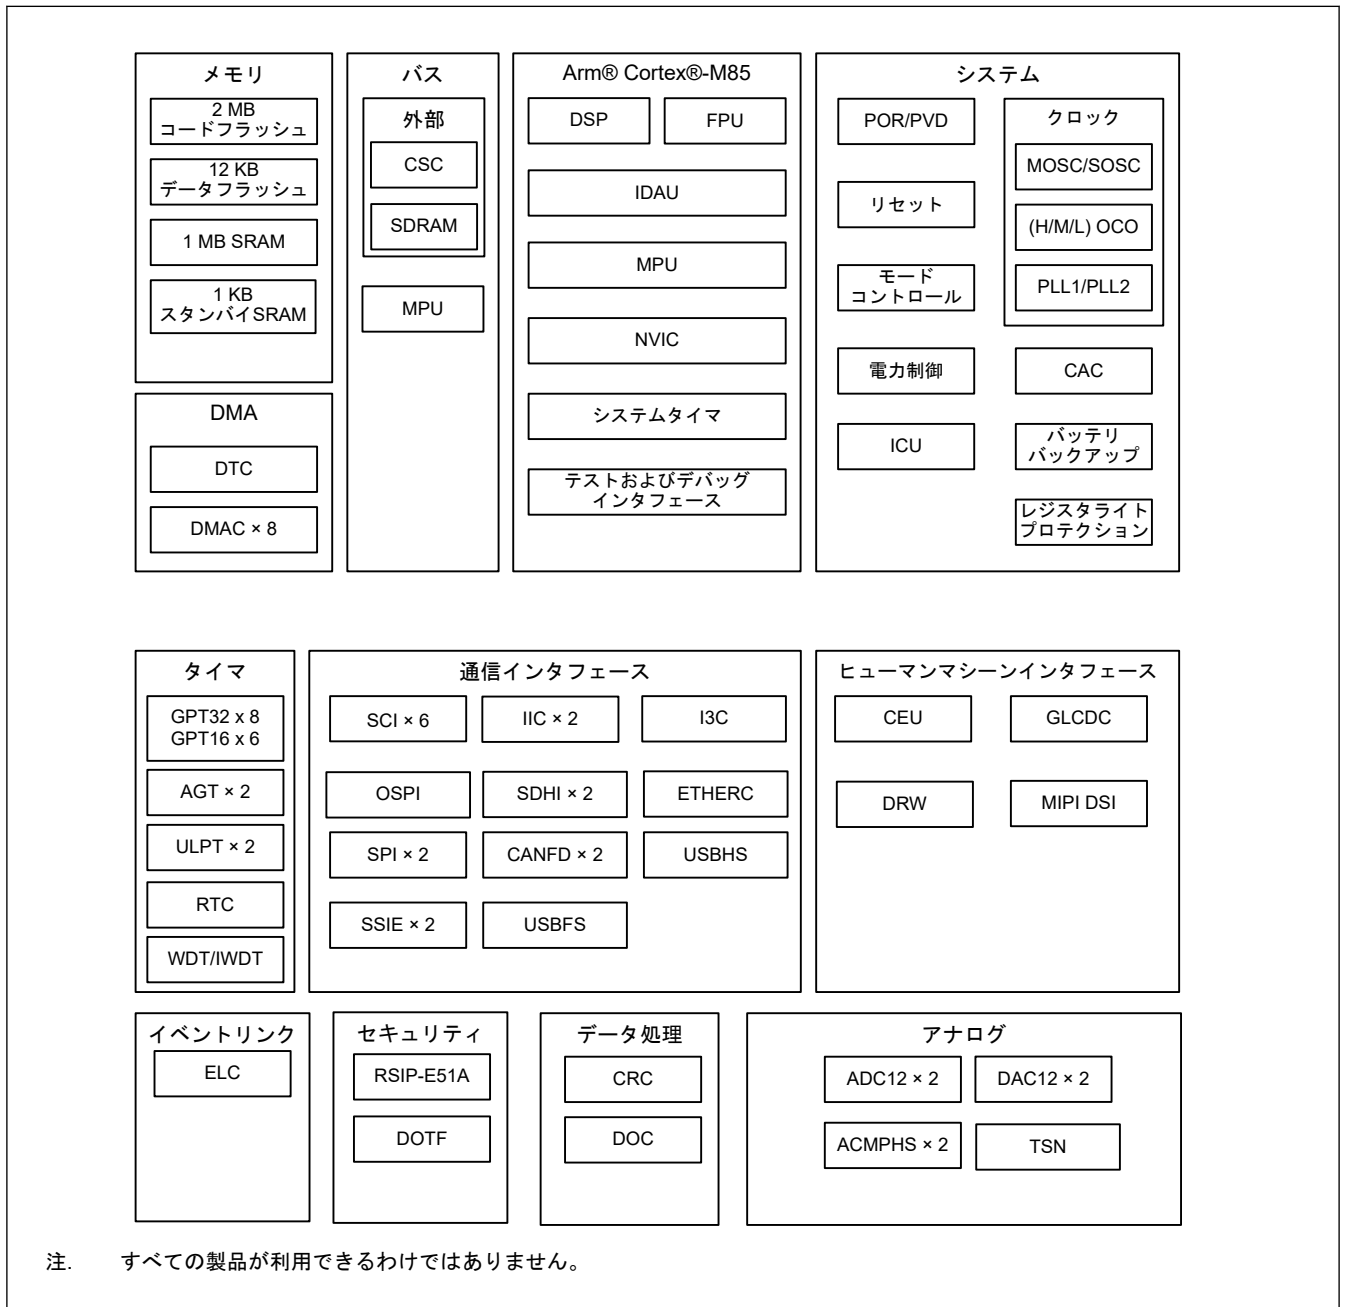 メモリ
2 MB
コードフラッシュ
12 KB
データフラッシュ
1 MB SRAM
1 KB
スタンバイSRAM
DMA
DTC
DMAC × 8
バス
外部
CSC
SDRAM
MPU
Arm® Cortex®-M85
DSP
FPU
IDAU
MPU
NVIC
システムタイマ
テストおよびデバッグ
インタフェース
システム
POR/PVD
リセット
モード
コントロール
電力制御
ICU
クロック
MOSC/SOSC
(H/M/L) OCO
PLL1/PLL2
CAC
バッテリ
バックアップ
レジスタライト
プロテクション
タイマ
GPT32 x 8
GPT16 x 6
AGT × 2
ULPT × 2
RTC
WDT/IWDT
通信インタフェース
SCI × 6
IIC × 2
I3C
OSPI
SDHI × 2
ETHERC
SPI × 2
CANFD × 2
USBHS
SSIE × 2
USBFS
ヒューマンマシーンインタフェース
CEU
GLCDC
DRW
MIPI DSI
イベントリンク
ELC
セキュリティ
RSIP-E51A
DOTF
データ処理
CRC
DOC
アナログ
ADC12 × 2
DAC12 × 2
ACMPHS × 2
TSN
注. すべての製品が利用できるわけではありません。